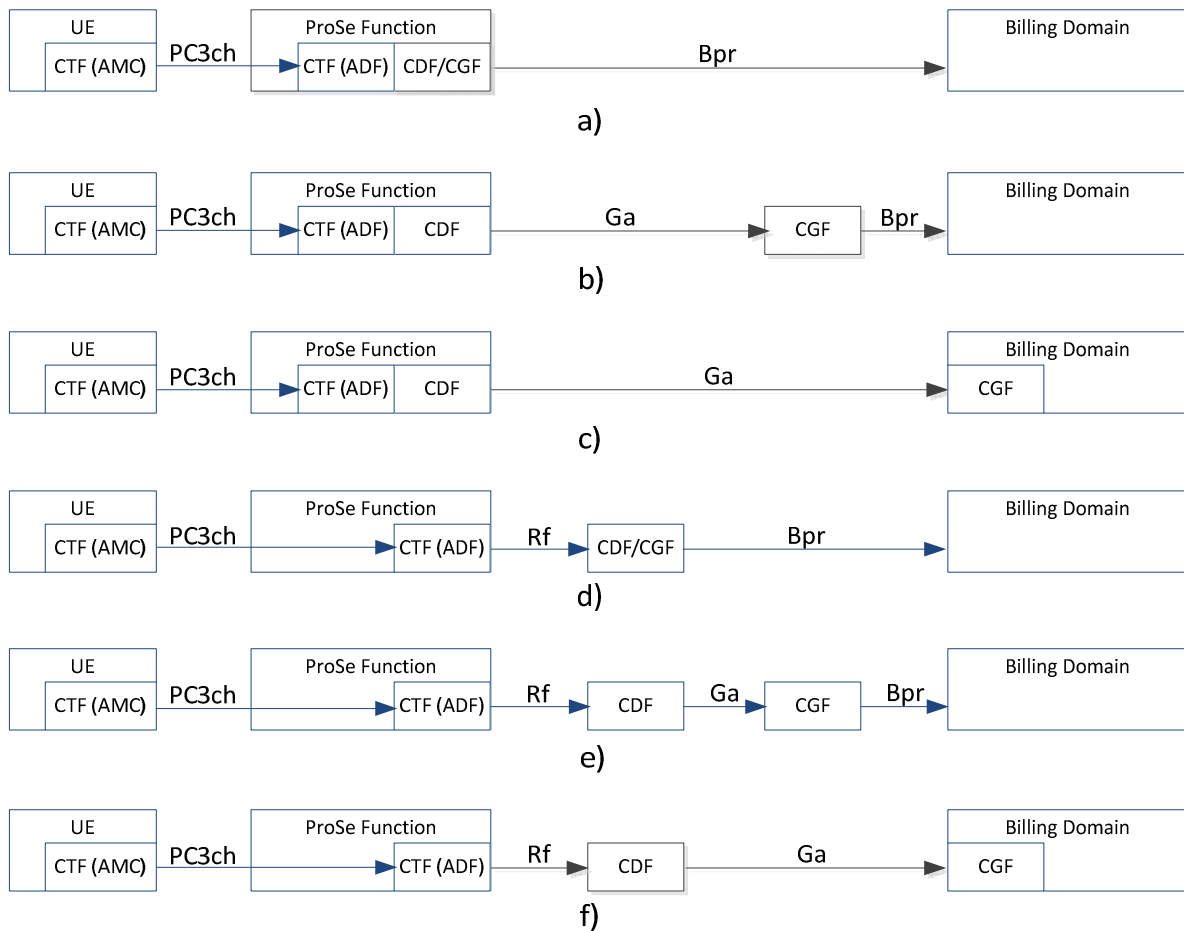 UE
ProSe Function
Billing Domain
PC3ch
Bpr
CTF (AMC)
CTF (ADF)
CDF/CGF
a)
UE
ProSe Function
Billing Domain
PC3ch
Ga
Bpr
CTF (AMC)
CTF (ADF)
CDF
CGF
b)
UE
ProSe Function
Billing Domain
PC3ch
Ga
CTF (AMC)
CTF (ADF)
CDF
CGF
c)
UE
ProSe Function
Billing Domain
PC3ch
Rf
Bpr
CTF (AMC)
CTF (ADF)
CDF/CGF
d)
UE
ProSe Function
Billing Domain
PC3ch
Rf
Ga
Bpr
CTF (AMC)
CTF (ADF)
CDF
CGF
e)
UE
ProSe Function
Billing Domain
PC3ch
Rf
Ga
CTF (AMC)
CTF (ADF)
CDF
CGF
f)